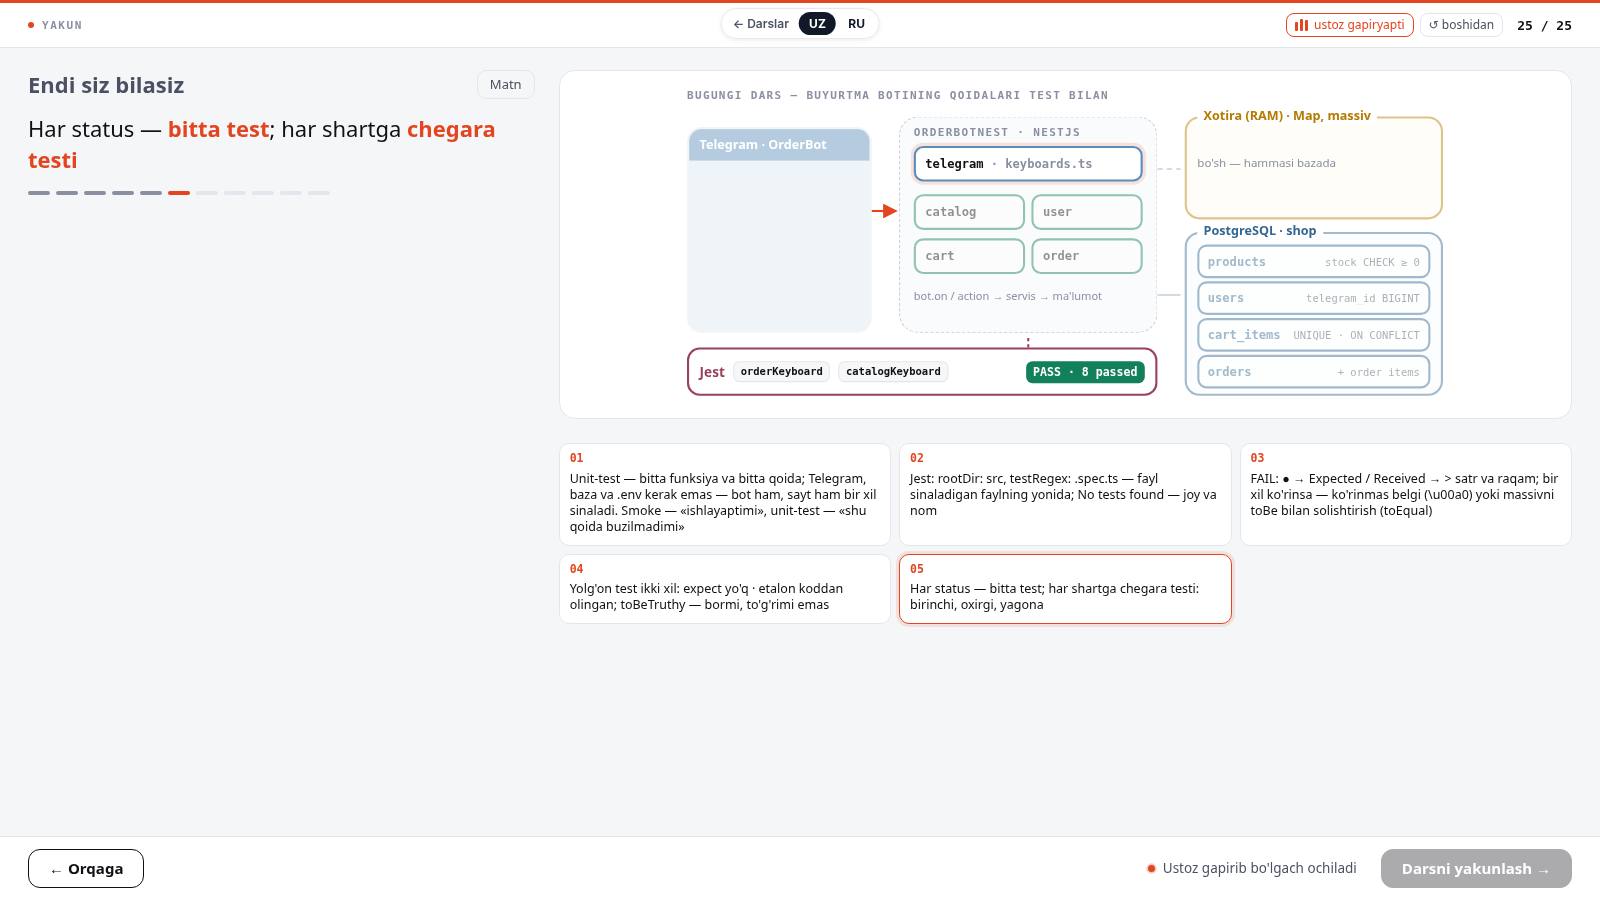 YAKUN
← Darslar UZ RU
ustoz gapiryapti
↺ boshidan
25 / 25
Endi siz bilasiz
Matn
Har status — bitta test; har shartga chegara
testi
BUGUNGI DARS — BUYURTMA BOTINING QOIDALARI TEST BILAN
Telegram · OrderBot
ORDERBOTNEST · NESTJS
telegram · keyboards.ts
catalog
user
cart
order
bot.on / action → servis → ma'lumot
Xotira (RAM) · Map, massiv
bo'sh — hammasi bazada
PostgreSQL · shop
products stock CHECK ≥ 0
users telegram_id BIGINT
cart_items UNIQUE · ON CONFLICT
orders + order items
Jest orderKeyboard catalogKeyboard PASS · 8 passed
01
Unit-test — bitta funksiya va bitta qoida; Telegram,
baza va .env kerak emas — bot ham, sayt ham bir xil
sinaladi. Smoke — «ishlayaptimi», unit-test — «shu
qoida buzilmadimi»
02
Jest: rootDir: src, testRegex: .spec.ts — fayl
sinaladigan faylning yonida; No tests found — joy va
nom
03
FAIL: ● → Expected / Received → > satr va raqam; bir
xil ko'rinsa — ko'rinmas belgi (\u00a0) yoki massivni
toBe bilan solishtirish (toEqual)
04
Yolg'on test ikki xil: expect yo'q · etalon koddan
olingan; toBeTruthy — bormi, to'g'rimi emas
05
Har status — bitta test; har shartga chegara testi:
birinchi, oxirgi, yagona
← Orqaga
Ustoz gapirib bo'lgach ochiladi
Darsni yakunlash →